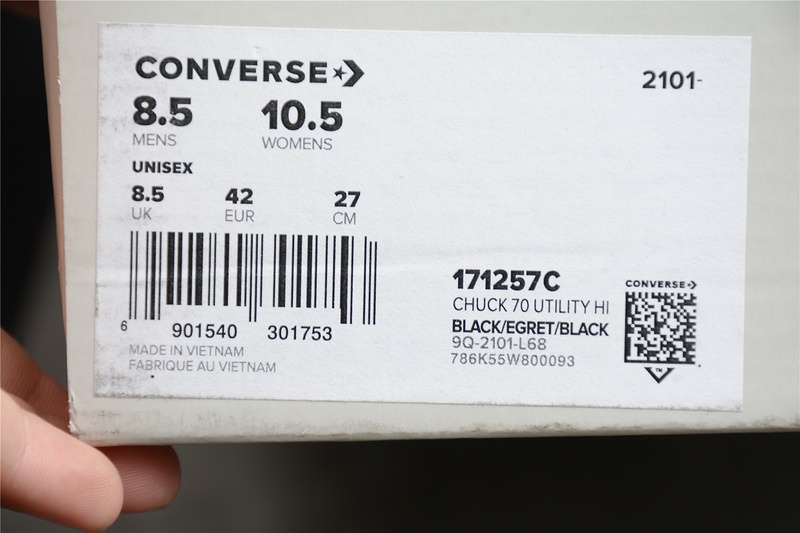 CONVERSE
2101-
8.5 10.5
MENS WOMENS
UNISEX
8.5 42 27
UK EUR CM
6 901540 301753
MADE IN VIETNAM
FABRIQUE AU VIETNAM
171257C
CHUCK 70 UTILITY HI
BLACK/EGRET/BLACK
9Q-2101-L68
786K55W800093
CONVERSE
TM